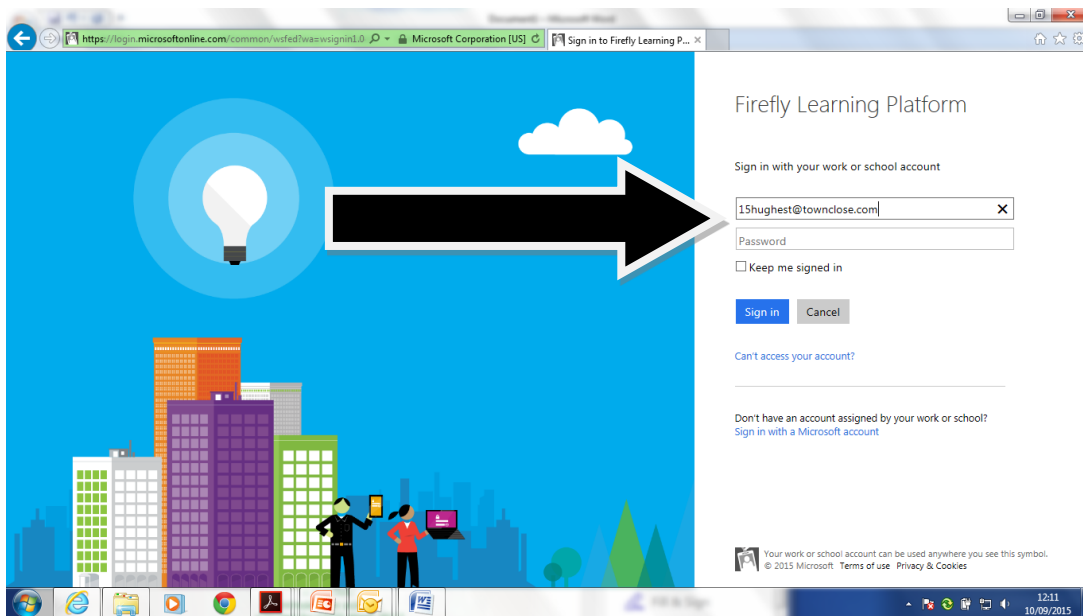 https://login.microsoftonline.com/common/wsfed?wa=wsignin1.0
Microsoft Corporation [US]
Sign in to Firefly Learning P...
Firefly Learning Platform
Sign in with your work or school account
15hughest@townclose.com
Password
Keep me signed in
Sign in
Cancel
Can't access your account?
Don't have an account assigned by your work or school?
Sign in with a Microsoft account
Your work or school account can be used anywhere you see this symbol.
© 2015 Microsoft Terms of use Privacy & Cookies
12:11
10/09/2015